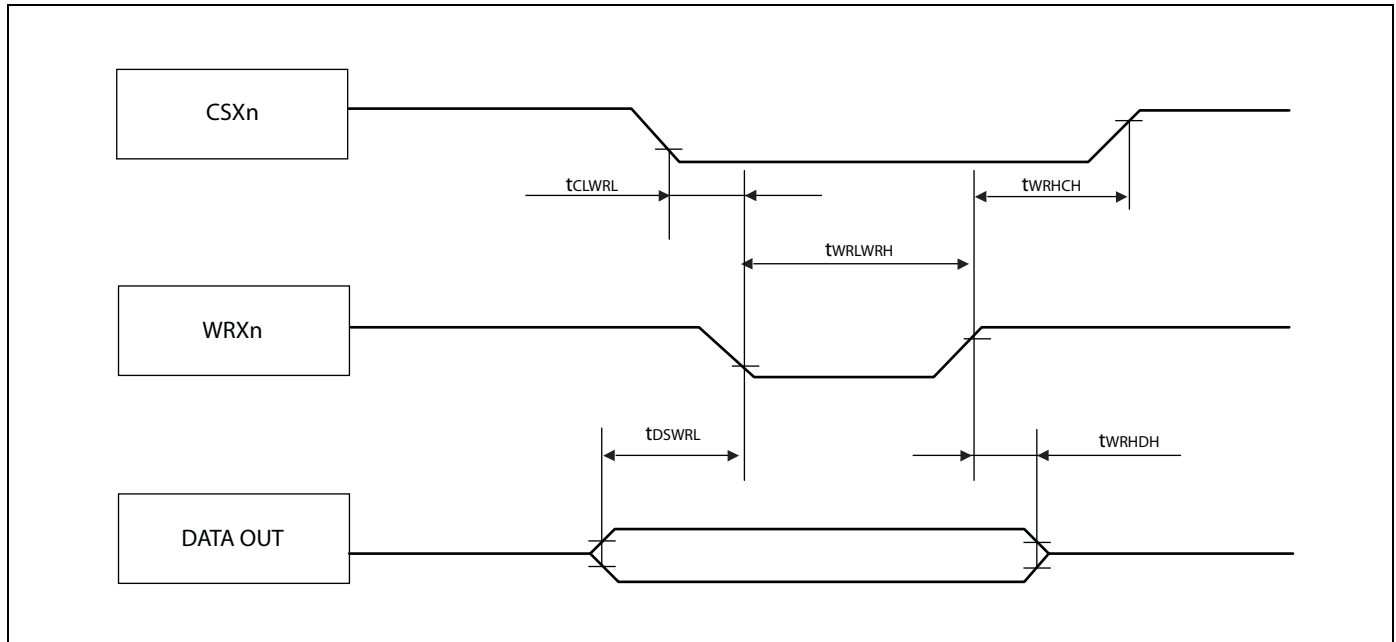 CSXn
tCLWRL
tWRHCH
tWRLWRH
WRXn
tDSWRL
tWRHDH
DATA OUT